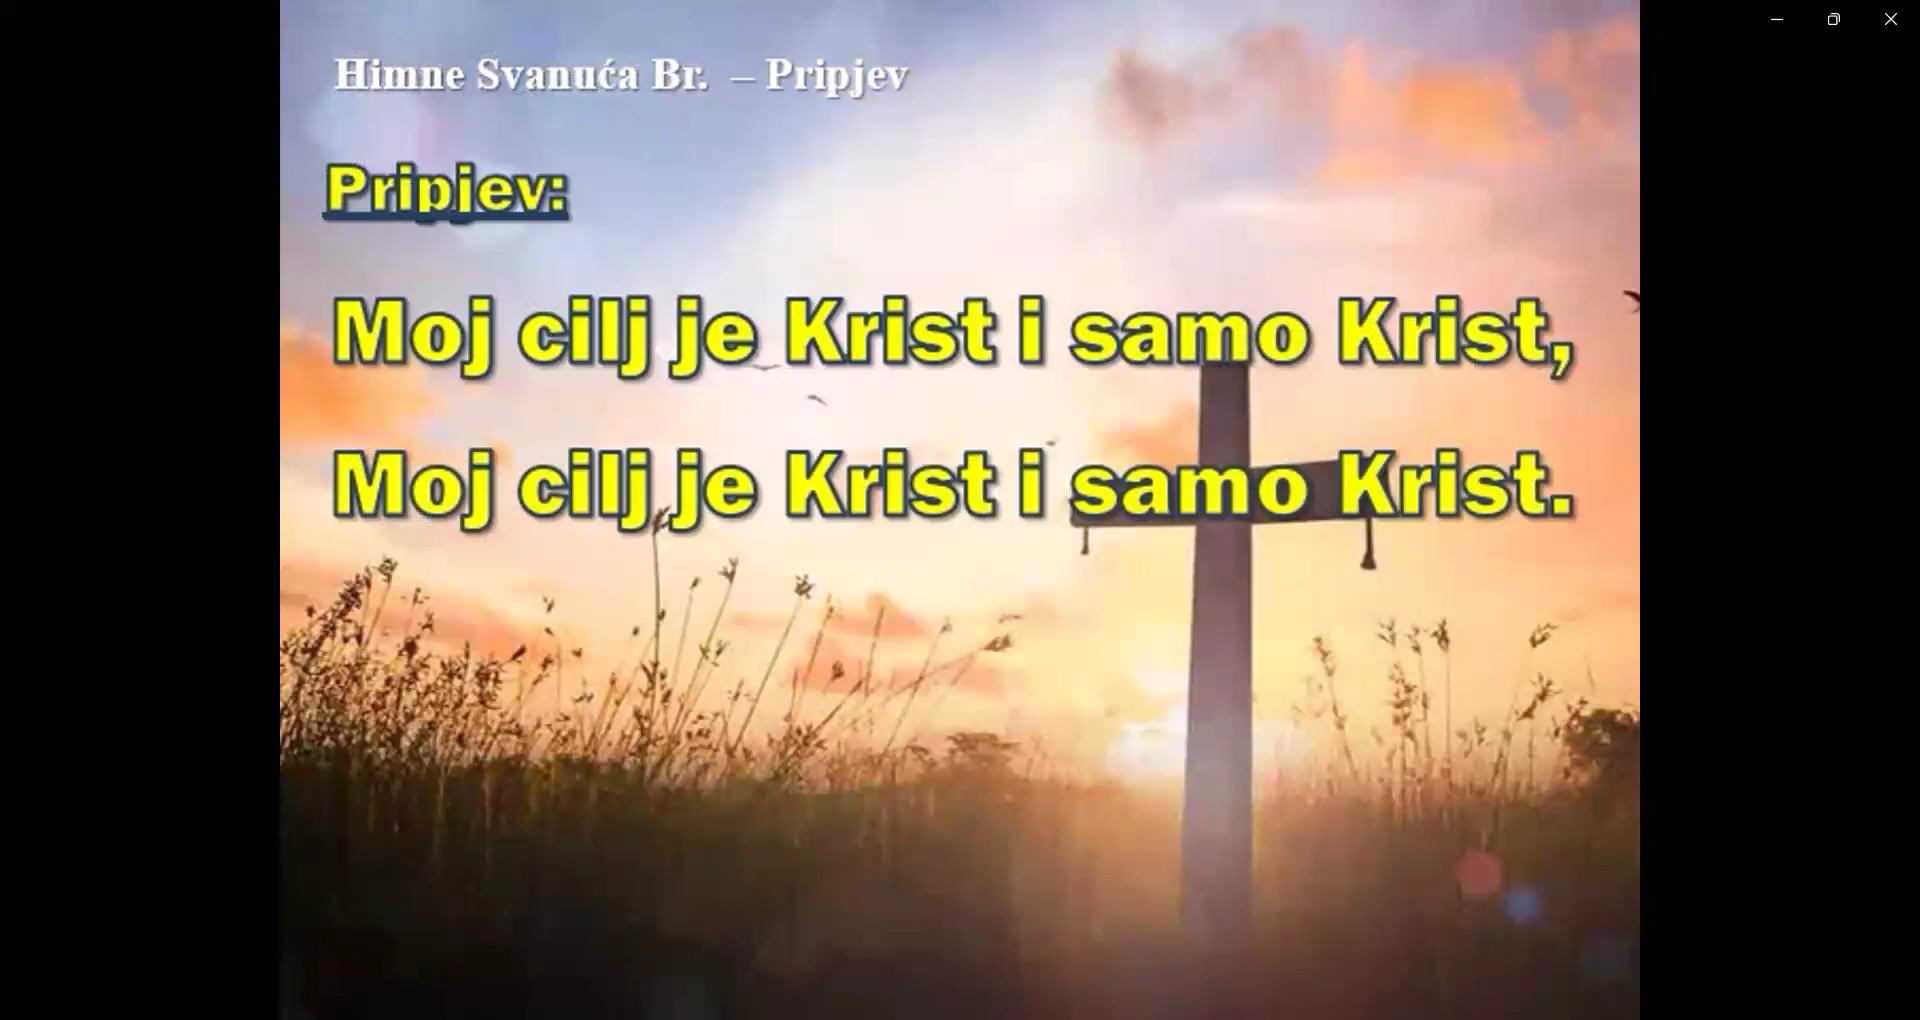 Himne Svanuća Br. – Pripjev
Pripjev:
Moj cilj je Krist i samo Krist,
Moj cilj je Krist i samo Krist.